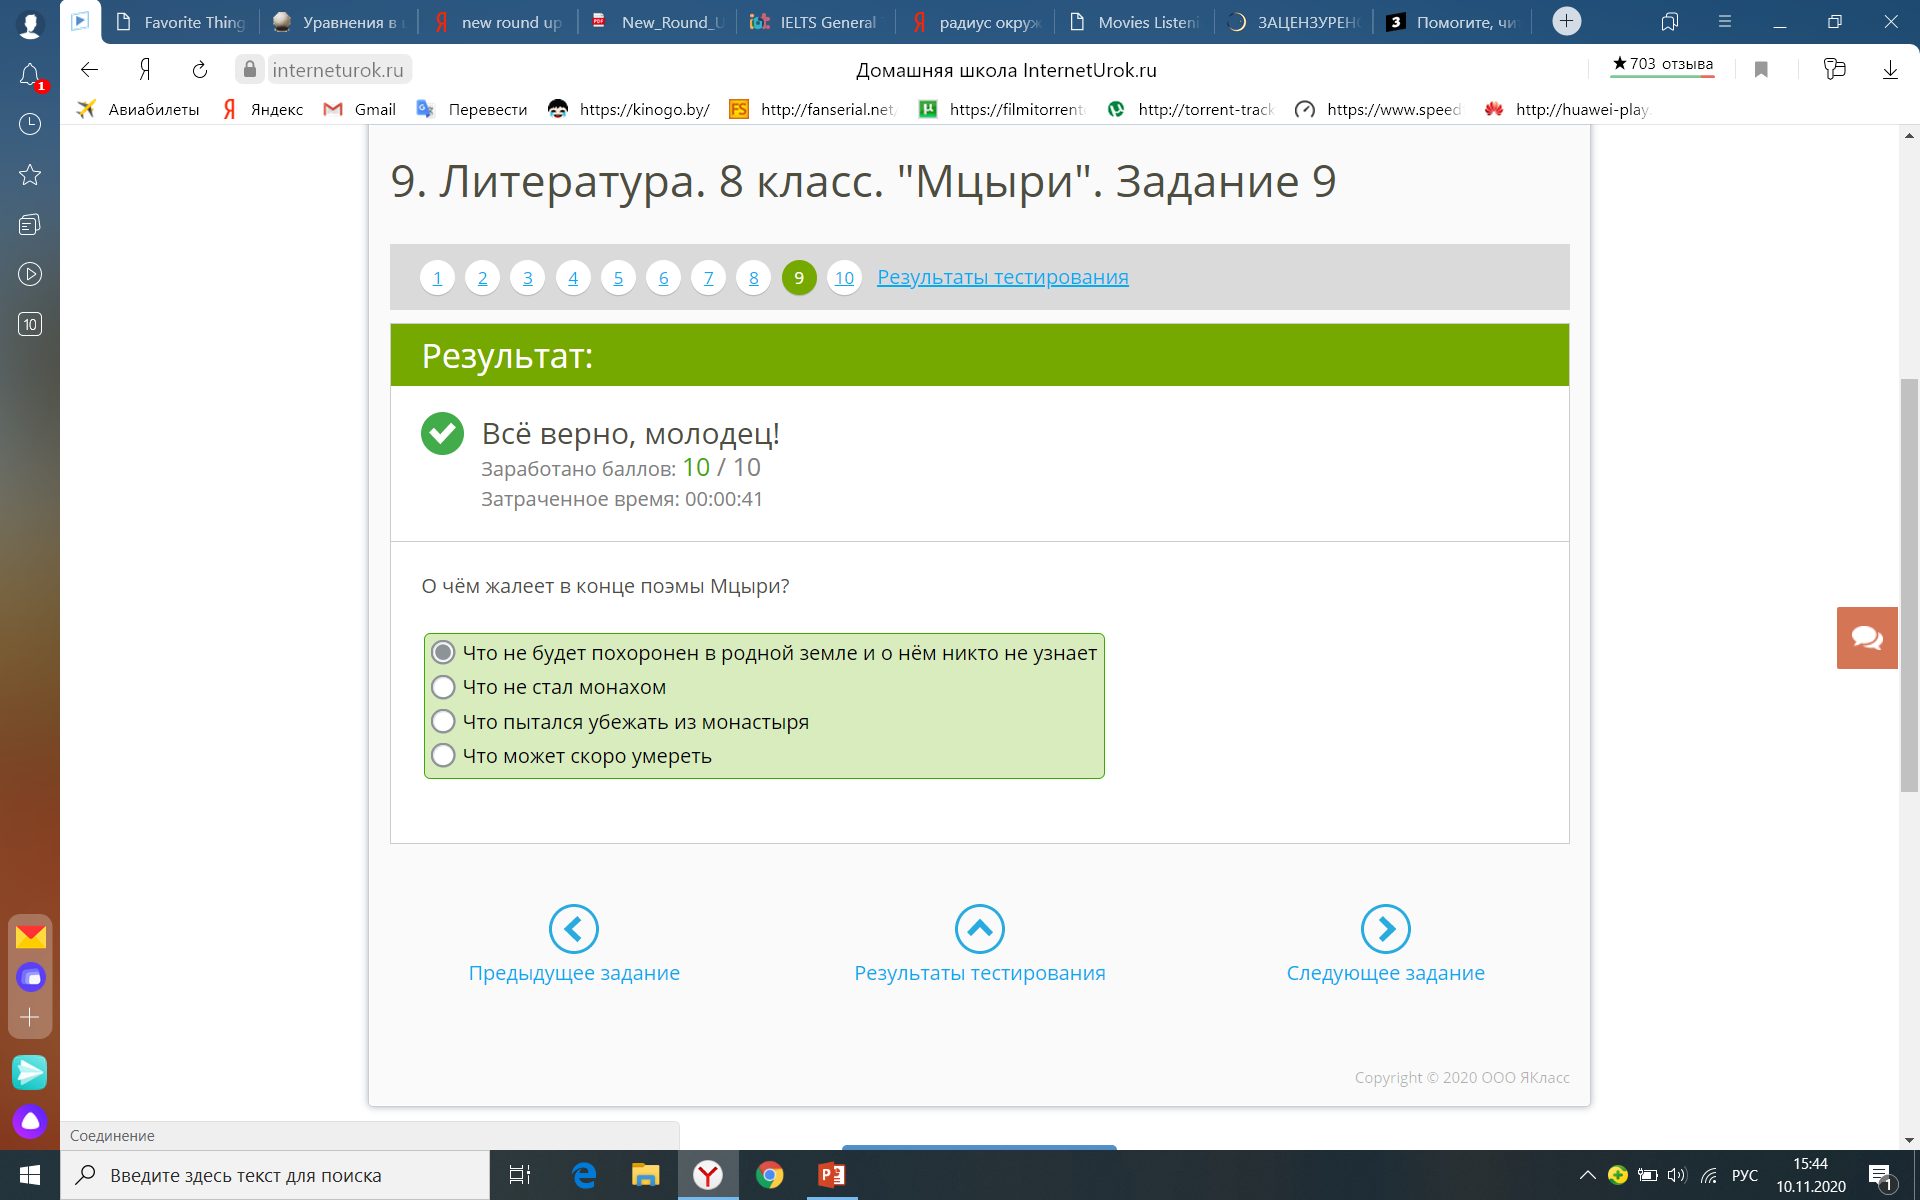 Favorite Thing
Уравнения в
new round up
New_Round_U
IELTS General
радиус окруж
Movies Listeni
ЗАЦЕНЗУРЕН
Помогите, чи
interneturok.ru
Домашняя школа InternetUrok.ru
★703 отзыва
Авиабилеты
Яндекс
Gmail
Перевести
https://kinogo.by/
http://fanserial.net
https://filmitorrent
http://torrent-track
https://www.speed
http://huawei-play.
9. Литература. 8 класс. "Мцыри". Задание 9
1 2 3 4 5 6 7 8 9 10 Результаты тестирования
Результат:
Всё верно, молодец!
Заработано баллов: 10 / 10
Затраченное время: 00:00:41
О чём жалеет в конце поэмы Мцыри?
Что не будет похоронен в родной земле и о нём никто не узнает
Что не стал монахом
Что пытался убежать из монастыря
Что может скоро умереть
Предыдущее задание
Результаты тестирования
Следующее задание
Copyright © 2020 ООО ЯКласс
Соединение
Введите здесь текст для поиска
РУС
15:44
10.11.2020
1
1
10